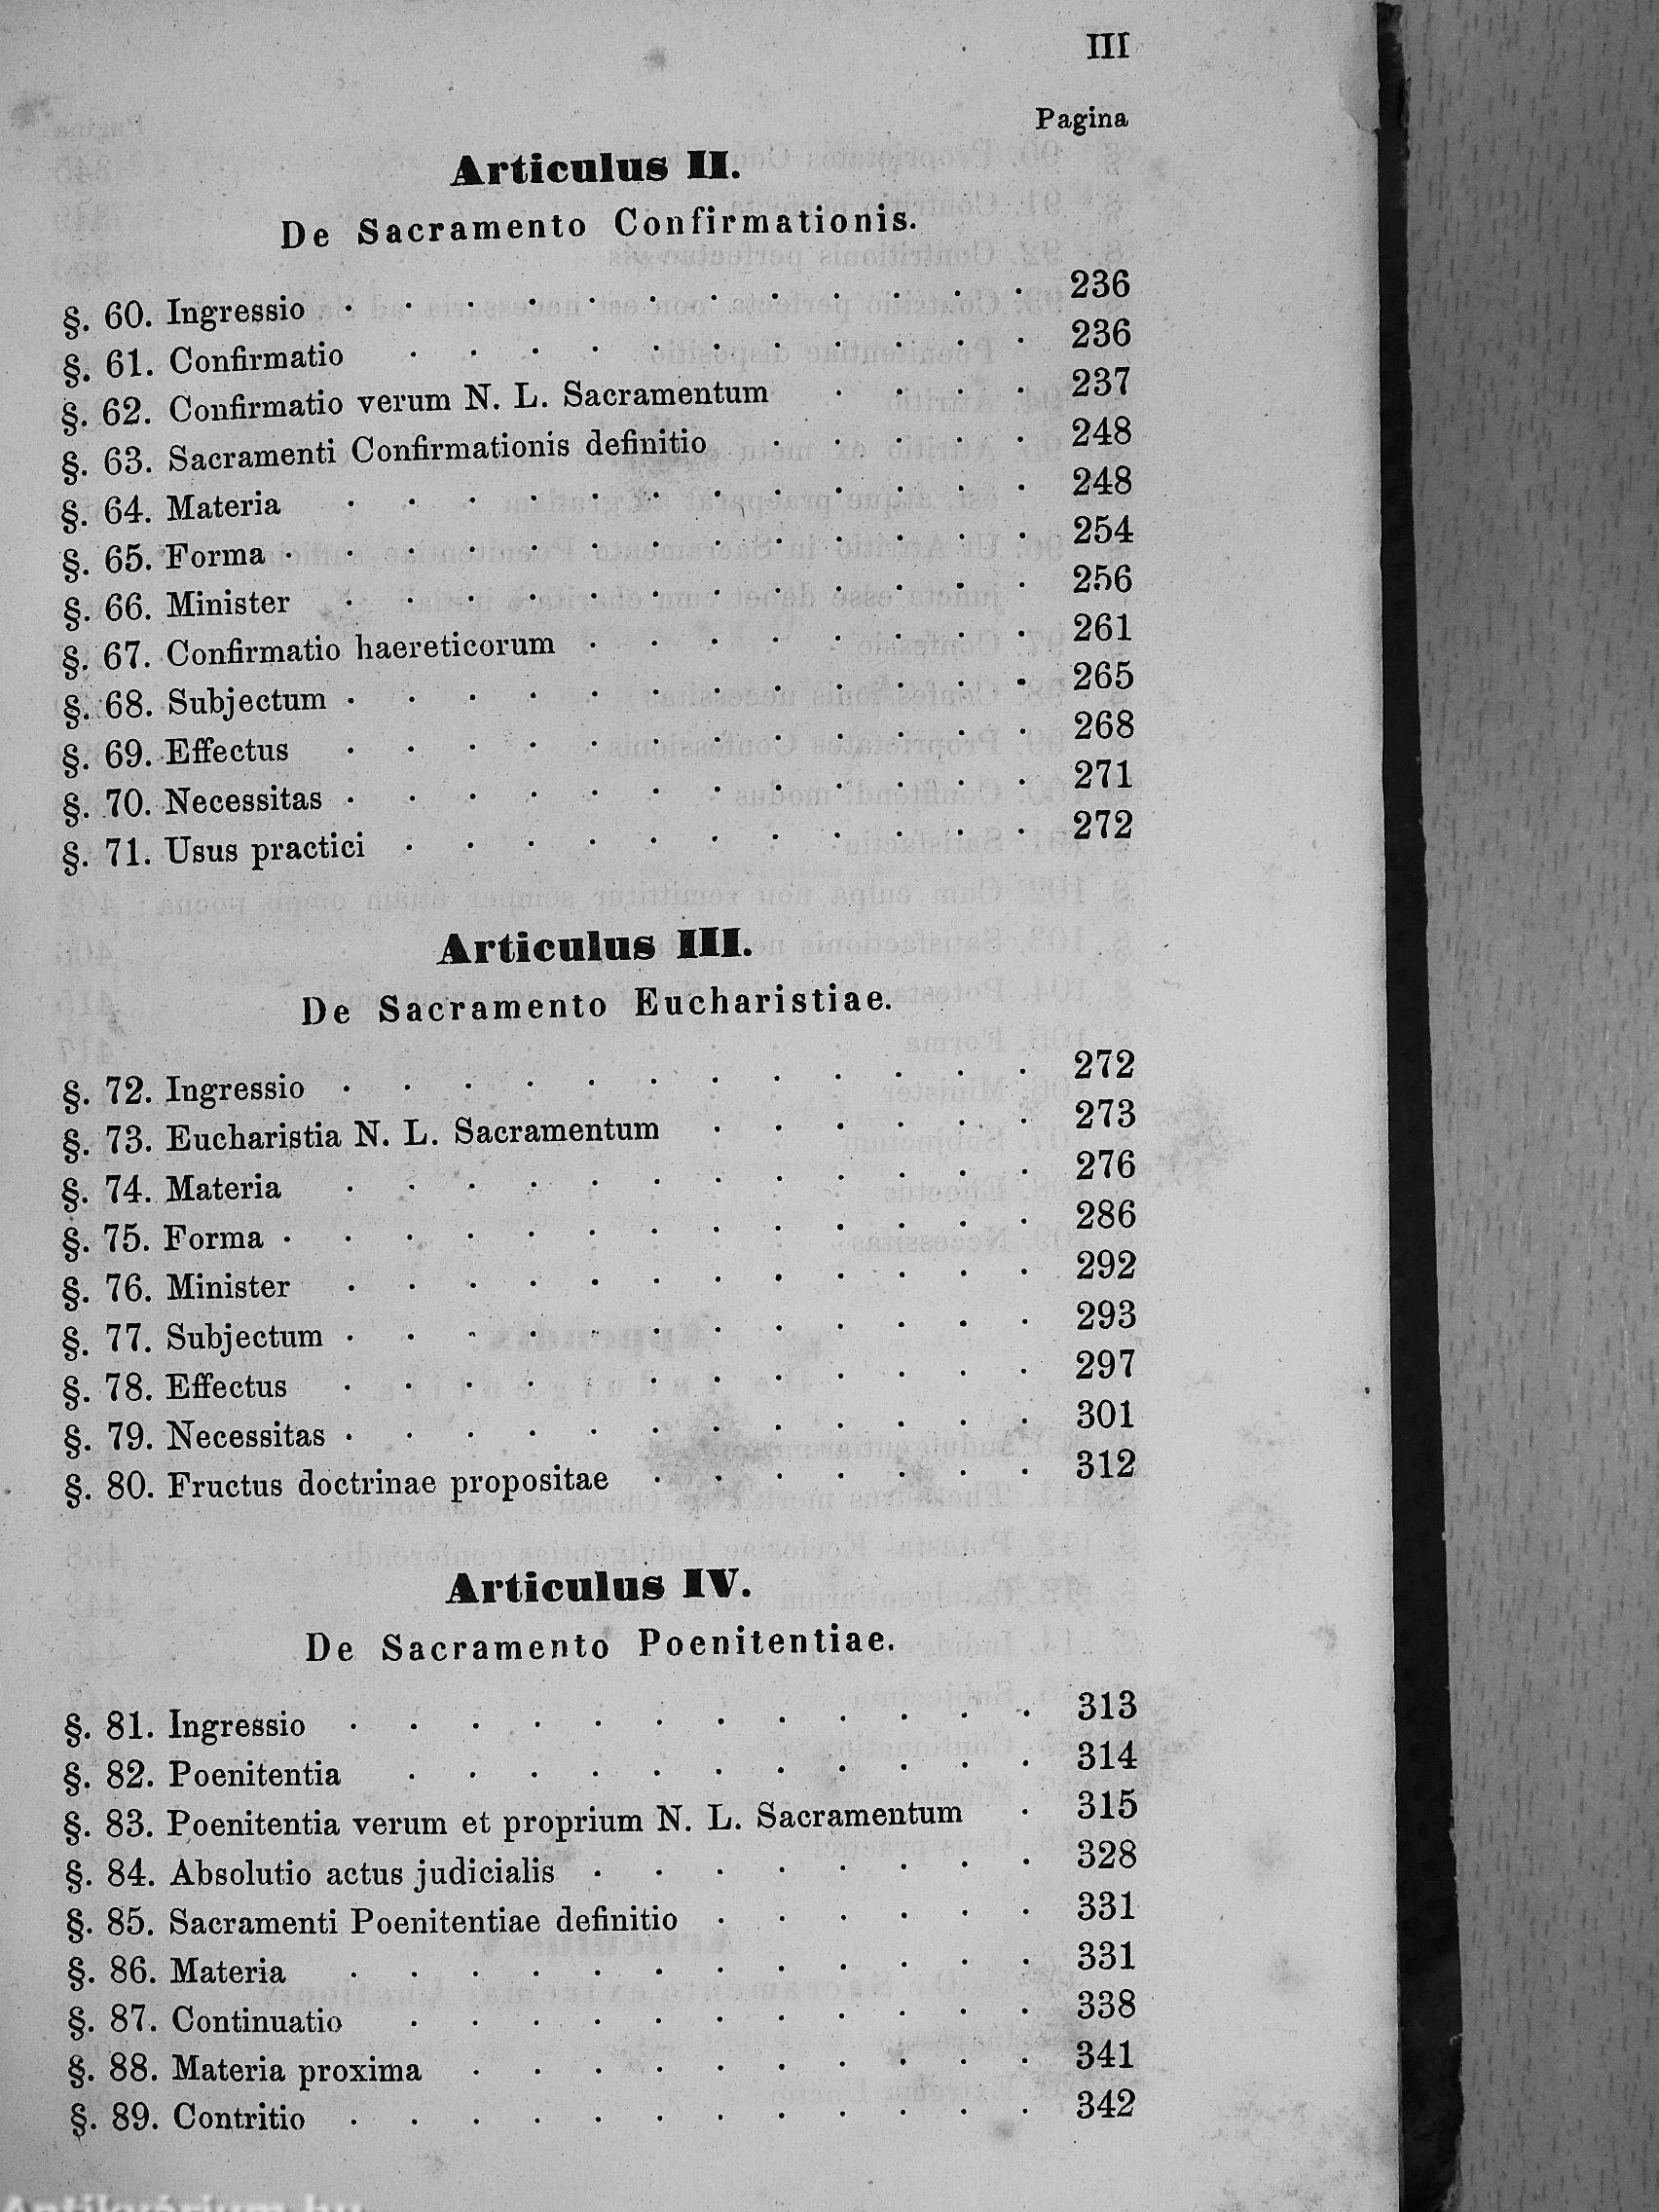 III
Pagina
Articulus II.
De Sacramento Confirmationis.
§. 60. Ingressio . . . . . . . . . . . . 236
§. 61. Confirmatio . . . . . . . . . . . 236
§. 62. Confirmatio verum N. L. Sacramentum . . . . 237
§. 63. Sacramenti Confirmationis definitio . . . . . 248
§. 64. Materia . . . . . . . . . . . . 248
§. 65. Forma . . . . . . . . . . . . . 254
§. 66. Minister . . . . . . . . . . . . 256
§. 67. Confirmatio haereticorum . . . . . . . . 261
§. 68. Subjectum . . . . . . . . . . . . 265
§. 69. Effectus . . . . . . . . . . . . 268
§. 70. Necessitas . . . . . . . . . . . . 271
§. 71. Usus practici . . . . . . . . . . . 272
Articulus III.
De Sacramento Eucharistiae.
§. 72. Ingressio . . . . . . . . . . . . 272
§. 73. Eucharistia N. L. Sacramentum . . . . . . 273
§. 74. Materia . . . . . . . . . . . . 276
§. 75. Forma . . . . . . . . . . . . . 286
§. 76. Minister . . . . . . . . . . . . 292
§. 77. Subjectum . . . . . . . . . . . . 293
§. 78. Effectus . . . . . . . . . . . . 297
§. 79. Necessitas . . . . . . . . . . . . 301
§. 80. Fructus doctrinae propositae . . . . . . . 312
Articulus IV.
De Sacramento Poenitentiae.
§. 81. Ingressio . . . . . . . . . . . . 313
§. 82. Poenitentia . . . . . . . . . . . 314
§. 83. Poenitentia verum et proprium N. L. Sacramentum . 315
§. 84. Absolutio actus judicialis . . . . . . . . 328
§. 85. Sacramenti Poenitentiae definitio . . . . . . 331
§. 86. Materia . . . . . . . . . . . . 331
§. 87. Continuatio . . . . . . . . . . . 338
§. 88. Materia proxima . . . . . . . . . . 341
§. 89. Contritio . . . . . . . . . . . . 342